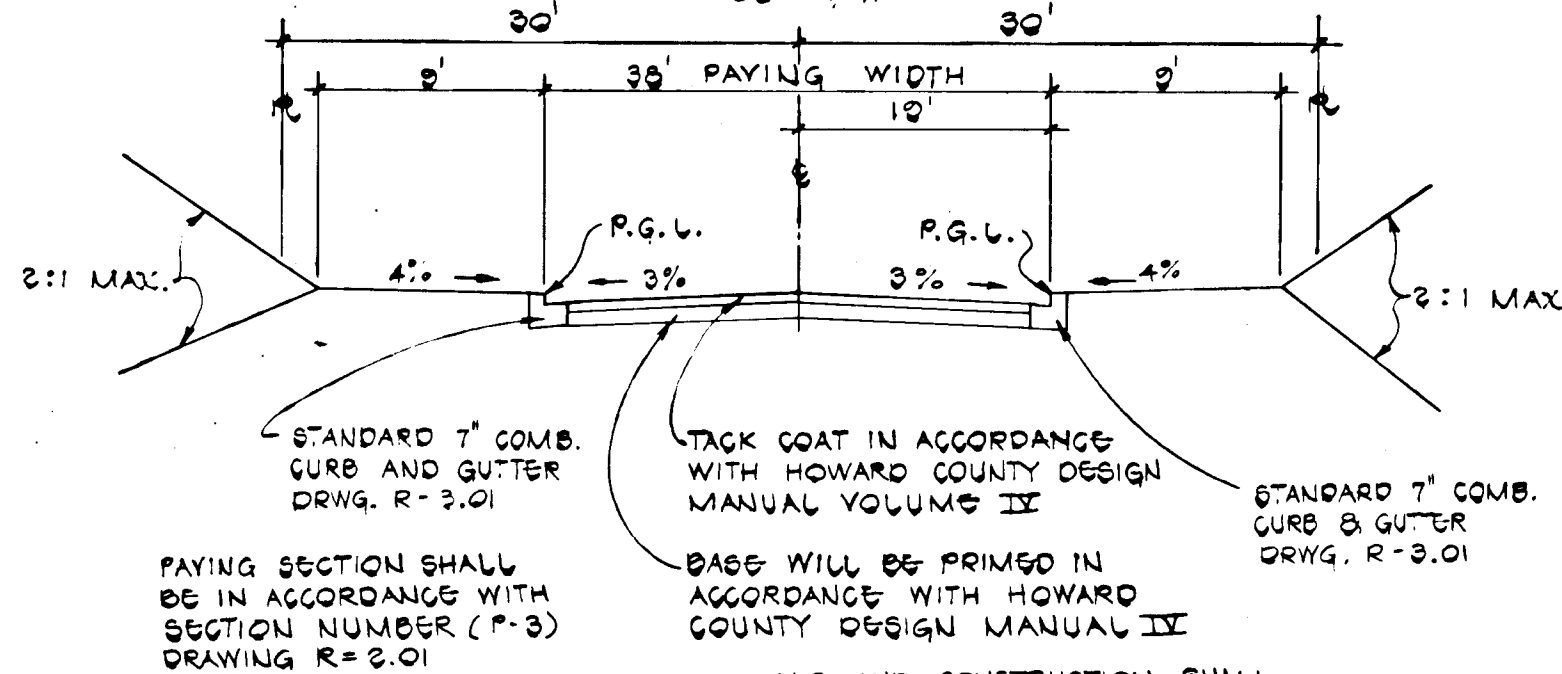 30' 30'
9' 38' PAVING WIDTH 9'
19'
P.G.L. P.G.L.
2:1 MAX. 4% 3% 3% 4% 2:1 MAX
STANDARD 7" COMB.
CURB AND GUTTER
DRWG. R-3.01
TACK COAT IN ACCORDANCE
WITH HOWARD COUNTY DESIGN
MANUAL VOLUME IV
STANDARD 7" COMB.
CURB & GUTTER
DRWG. R-3.01
PAVING SECTION SHALL
BE IN ACCORDANCE WITH
SECTION NUMBER (P-3)
DRAWING R=2.01
BASE WILL BE PRIMED IN
ACCORDANCE WITH HOWARD
COUNTY DESIGN MANUAL IV
AND CONSTRUCTION SHALL